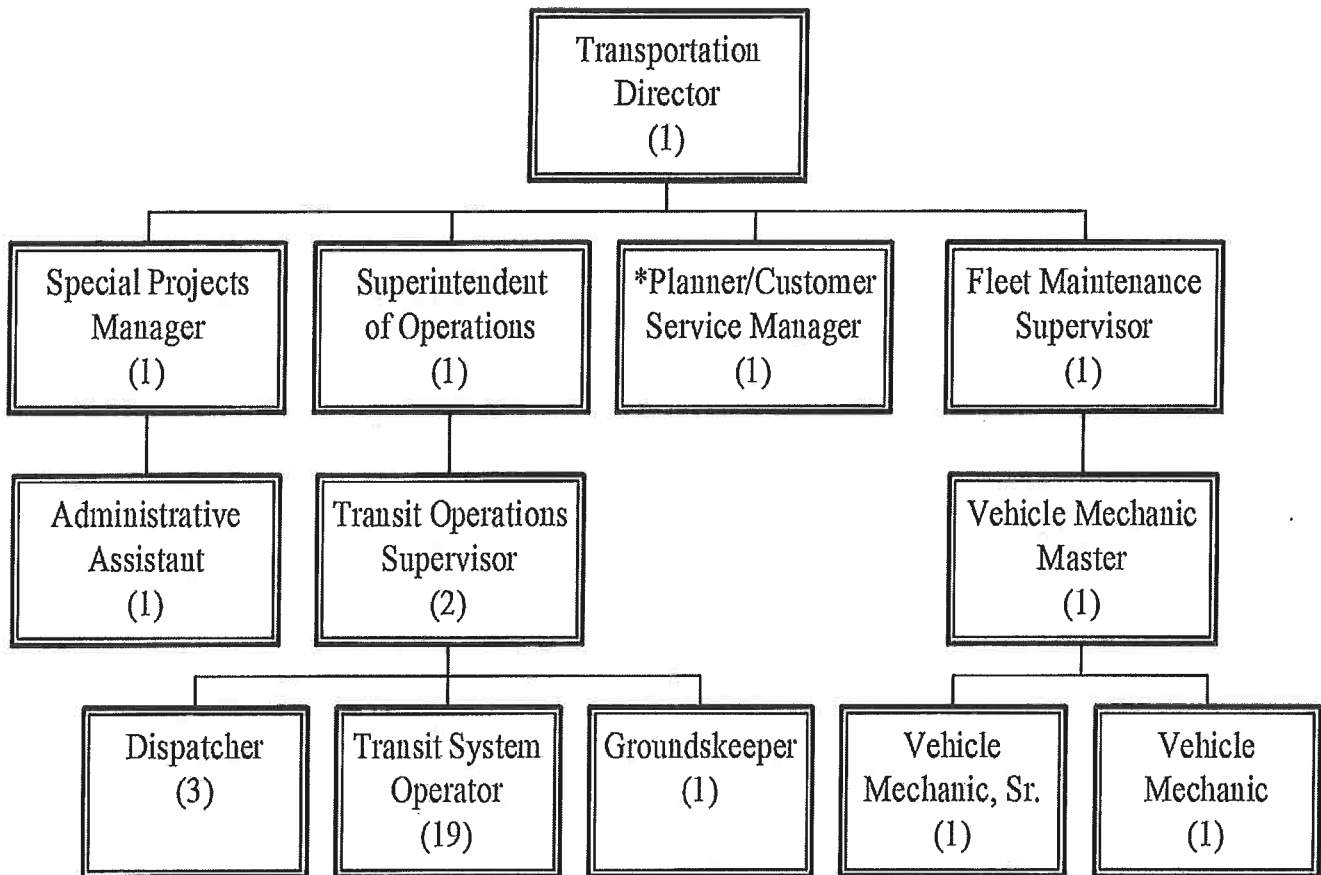 Transportation
Director
(1)
Special Projects
Manager
(1)
Superintendent
of Operations
(1)
*Planner/Customer
Service Manager
(1)
Fleet Maintenance
Supervisor
(1)
Administrative
Assistant
(1)
Transit Operations
Supervisor
(2)
Vehicle Mechanic
Master
(1)
Dispatcher
(3)
Transit System
Operator
(19)
Groundskeeper
(1)
Vehicle
Mechanic, Sr.
(1)
Vehicle
Mechanic
(1)